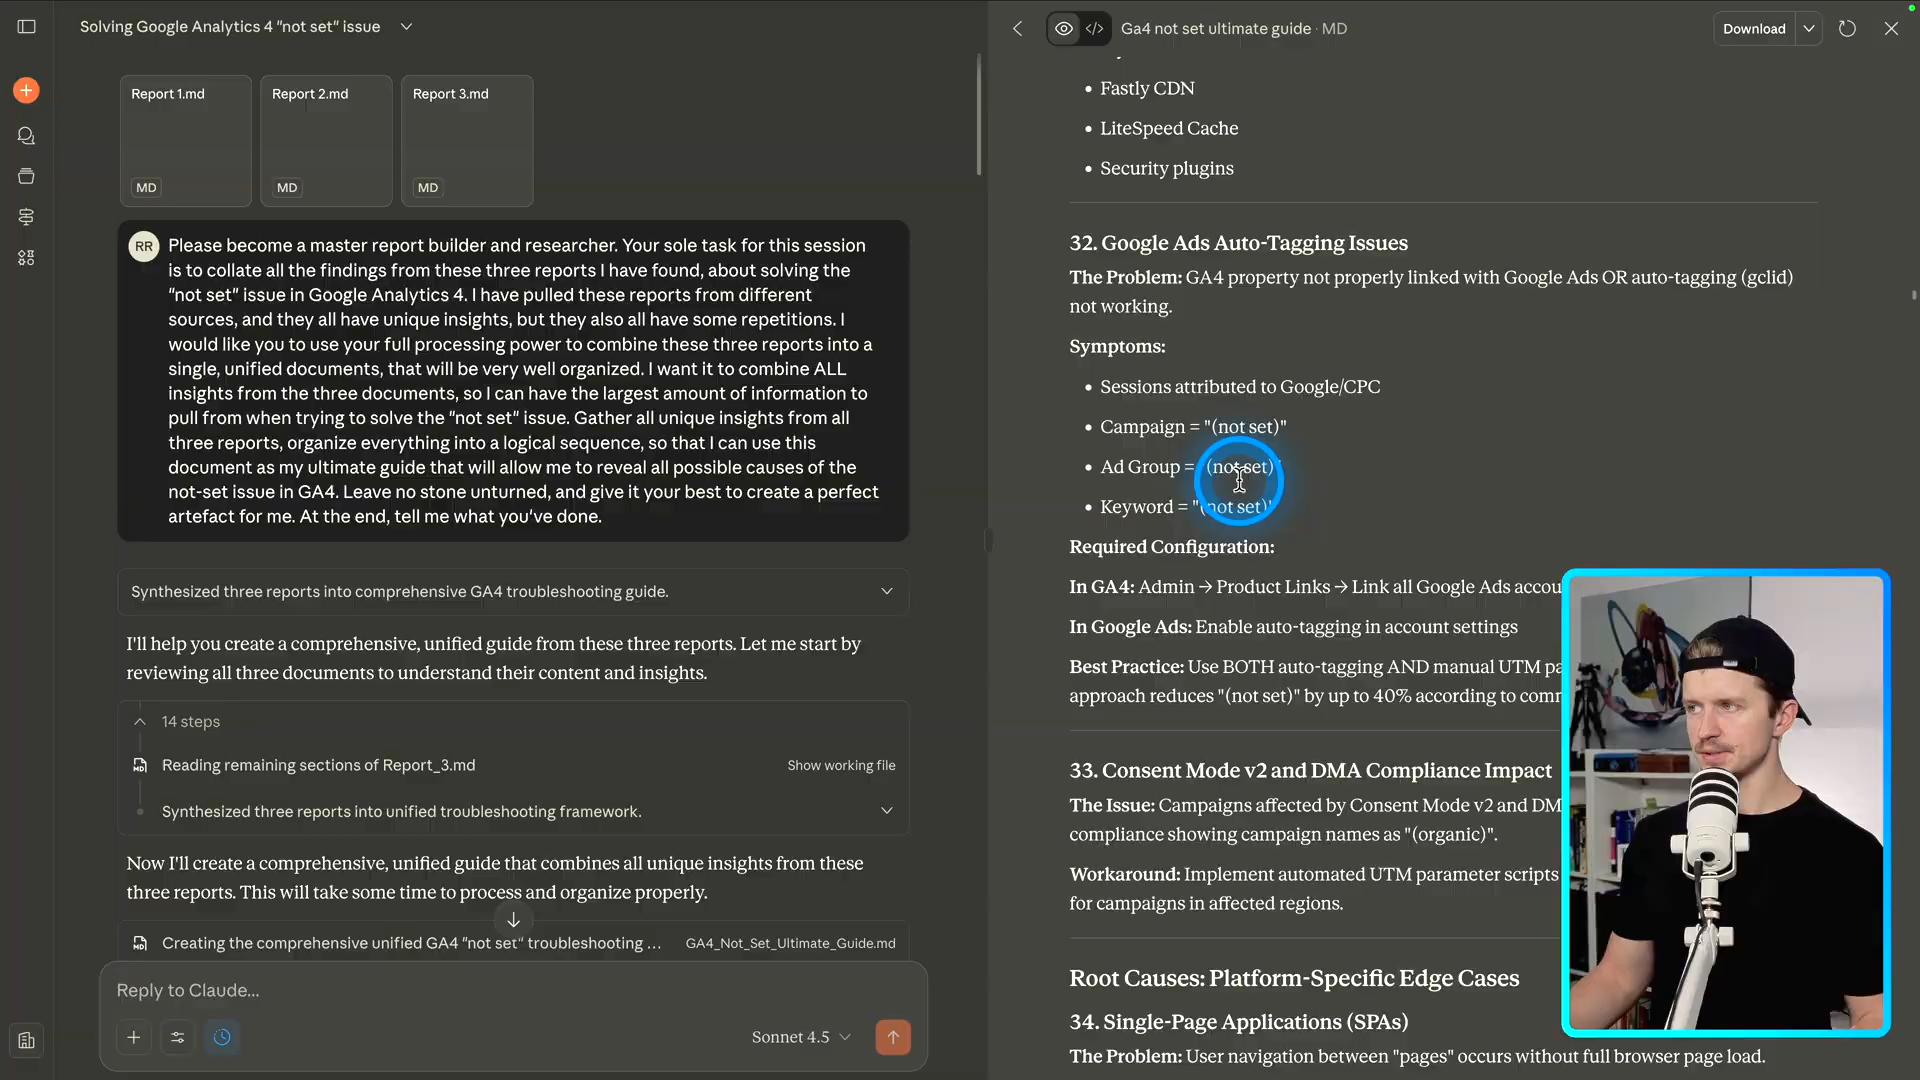 Solving Google Analytics 4 "not set" issue
Report 1.md
Report 2.md
Report 3.md
MD
MD
MD
RR
Please become a master report builder and researcher. Your sole task for this session
is to collate all the findings from these three reports I have found, about solving the
"not set" issue in Google Analytics 4. I have pulled these reports from different
sources, and they all have unique insights, but they also all have some repetitions. I
would like you to use your full processing power to combine these three reports into a
single, unified documents, that will be very well organized. I want it to combine ALL
insights from the three documents, so I can have the largest amount of information to
pull from when trying to solve the "not set" issue. Gather all unique insights from all
three reports, organize everything into a logical sequence, so that I can use this
document as my ultimate guide that will allow me to reveal all possible causes of the
not-set issue in GA4. Leave no stone unturned, and give it your best to create a perfect
artefact for me. At the end, tell me what you've done.
Synthesized three reports into comprehensive GA4 troubleshooting guide.
I'll help you create a comprehensive, unified guide from these three reports. Let me start by
reviewing all three documents to understand their content and insights.
14 steps
Reading remaining sections of Report_3.md
Show working file
Synthesized three reports into unified troubleshooting framework.
Now I'll create a comprehensive, unified guide that combines all unique insights from these
three reports. This will take some time to process and organize properly.
Creating the comprehensive unified GA4 "not set" troubleshooting ...
GA4_Not_Set_Ultimate_Guide.md
Reply to Claude...
Sonnet 4.5
Ga4 not set ultimate guide · MD
Download
• Fastly CDN
• LiteSpeed Cache
• Security plugins
32. Google Ads Auto-Tagging Issues
The Problem: GA4 property not properly linked with Google Ads OR auto-tagging (gclid)
not working.
Symptoms:
• Sessions attributed to Google/CPC
• Campaign = "(not set)"
• Ad Group = "(not set)"
• Keyword = "(not set)"
Required Configuration:
In GA4: Admin → Product Links → Link all Google Ads accou
In Google Ads: Enable auto-tagging in account settings
Best Practice: Use BOTH auto-tagging AND manual UTM pa
approach reduces "(not set)" by up to 40% according to com
33. Consent Mode v2 and DMA Compliance Impact
The Issue: Campaigns affected by Consent Mode v2 and DM
compliance showing campaign names as "(organic)".
Workaround: Implement automated UTM parameter scripts
for campaigns in affected regions.
Root Causes: Platform-Specific Edge Cases
34. Single-Page Applications (SPAs)
The Problem: User navigation between "pages" occurs without full browser page load.